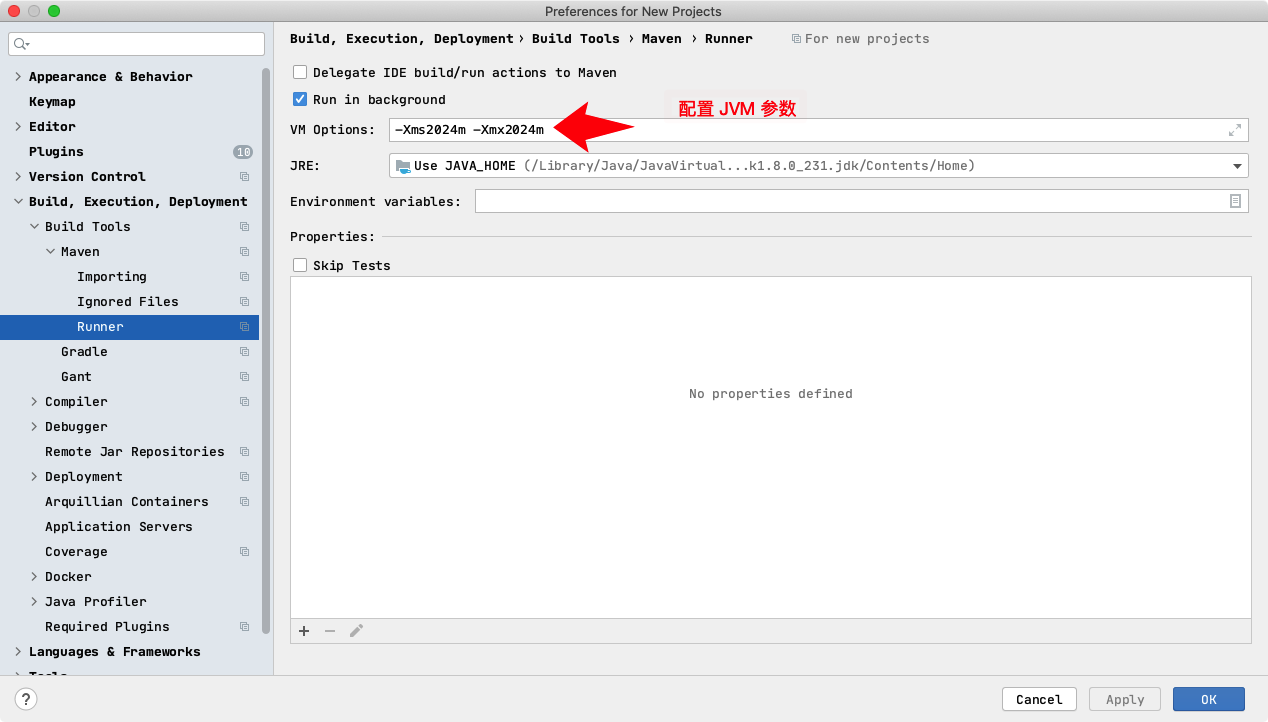 Preferences for New Projects
Appearance & Behavior
Keymap
Editor
Plugins 10
Version Control
Build, Execution, Deployment
Build Tools
Maven
Importing
Ignored Files
Runner
Gradle
Gant
Compiler
Debugger
Remote Jar Repositories
Deployment
Arquillian Containers
Application Servers
Coverage
Docker
Java Profiler
Required Plugins
Languages & Frameworks
Tools
Build, Execution, Deployment › Build Tools › Maven › Runner For new projects
Delegate IDE build/run actions to Maven
Run in background
配置 JVM 参数
VM Options: -Xms2024m -Xmx2024m
JRE: Use JAVA_HOME (/Library/Java/JavaVirtual...k1.8.0_231.jdk/Contents/Home)
Environment variables:
Properties:
Skip Tests
No properties defined
? Cancel Apply OK